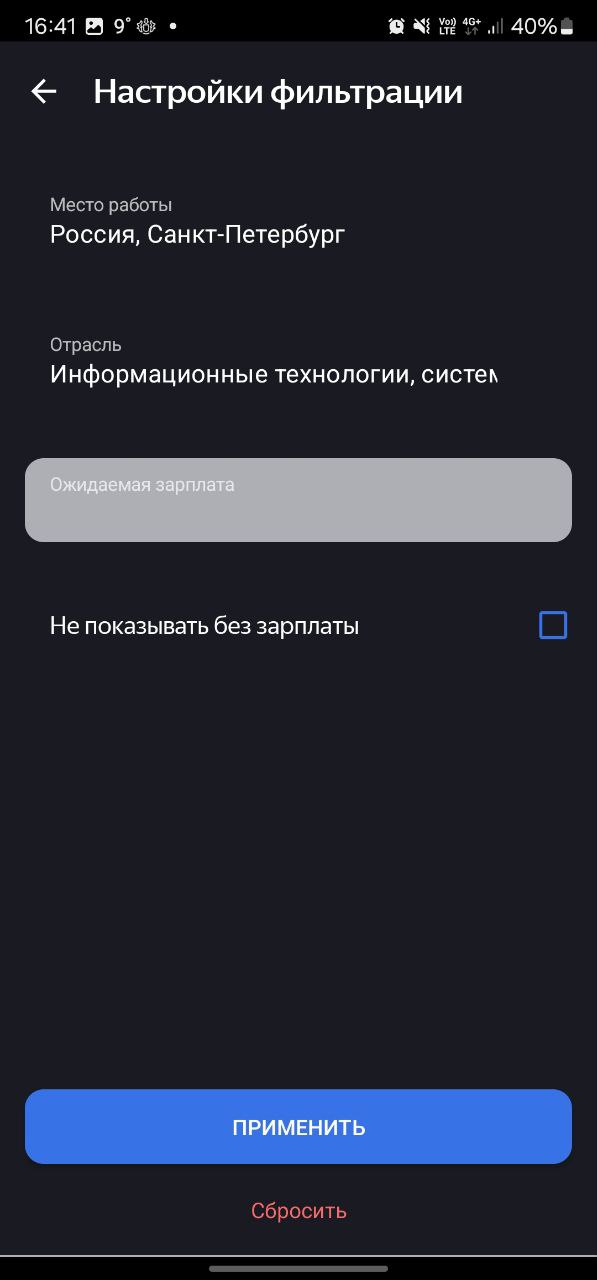 16:41 9° 40%
Vo)) 4G+
LTE
Настройки фильтрации
Место работы
Россия, Санкт-Петербург
Отрасль
Информационные технологии, систем
Ожидаемая зарплата
Не показывать без зарплаты
ПРИМЕНИТЬ
Сбросить